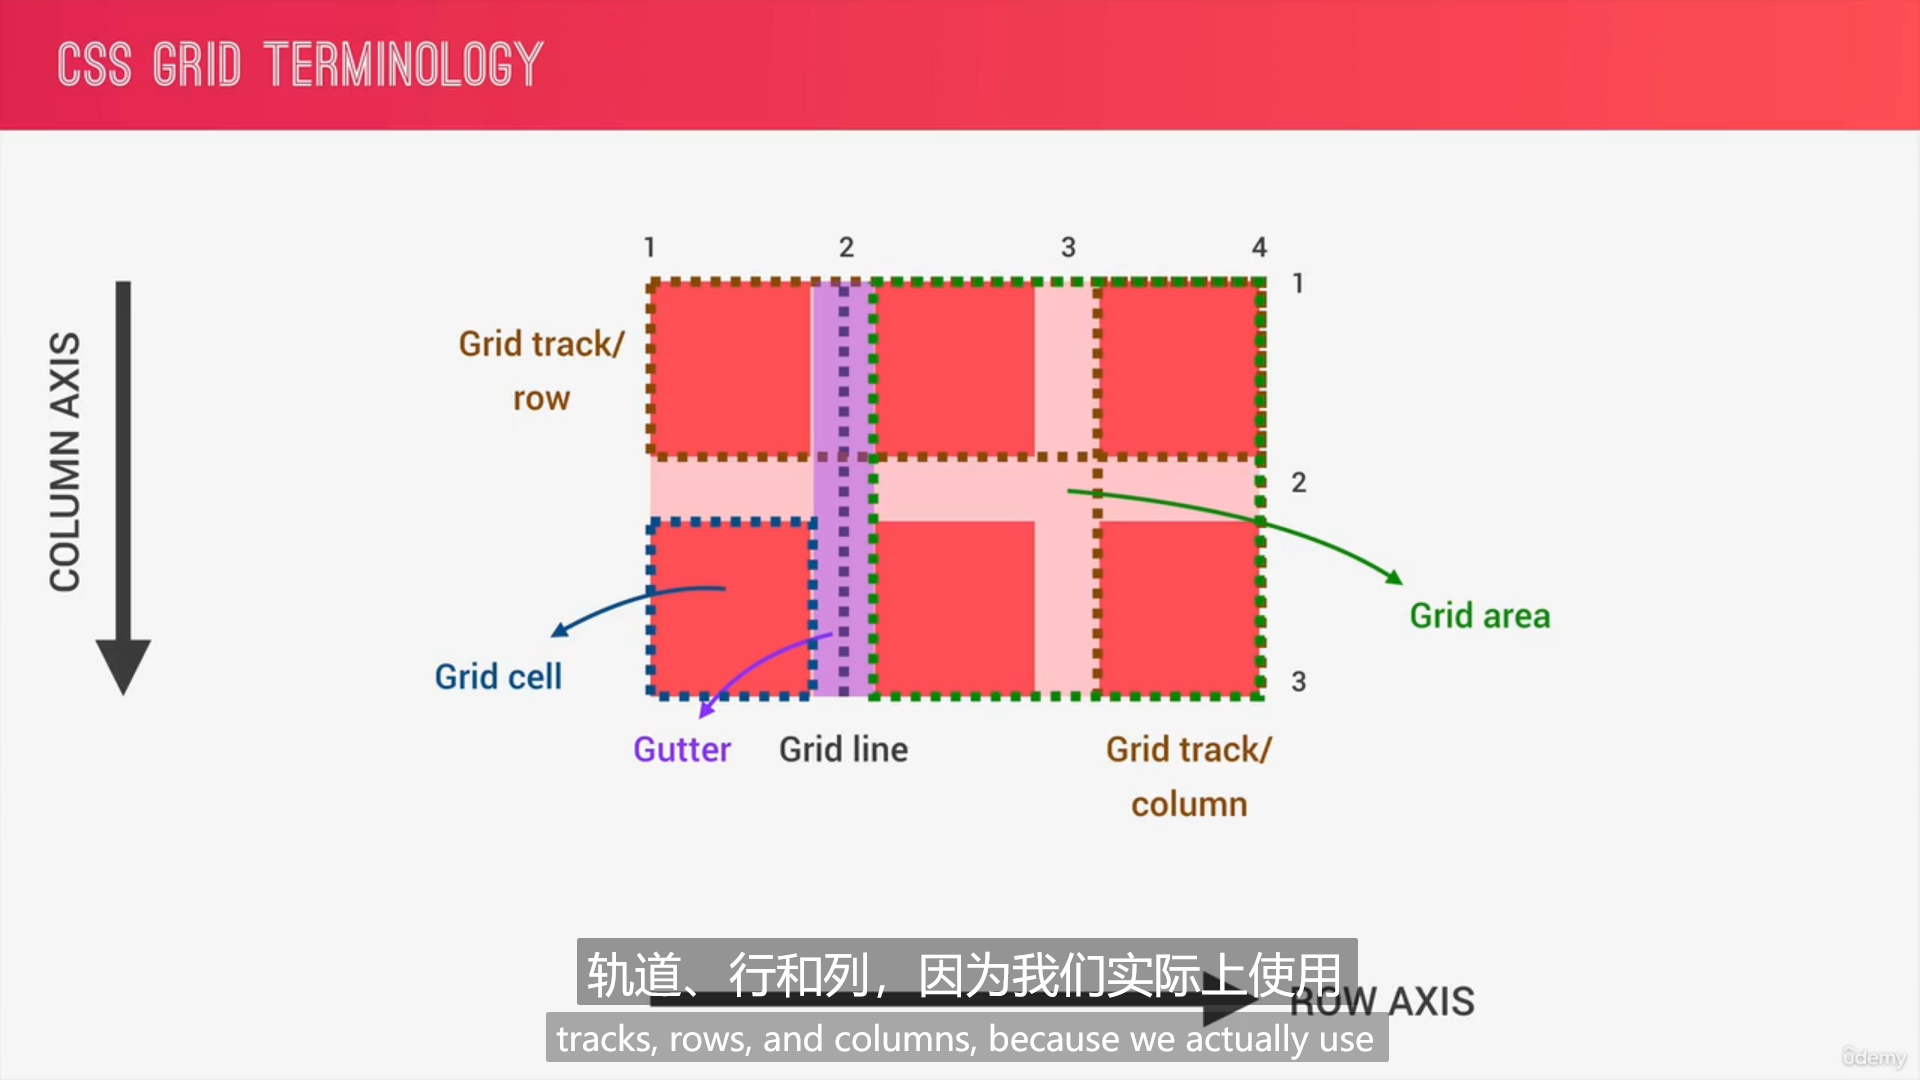 CSS GRID TERMINOLOGY
1 2 3 4
1
Grid track/
row
COLUMN AXIS
2
Grid area
Grid cell
3
Gutter
Grid line
Grid track/
column
轨道、行和列，因为我们实际上使用
ROW AXIS
tracks, rows, and columns, because we actually use
ûdemy